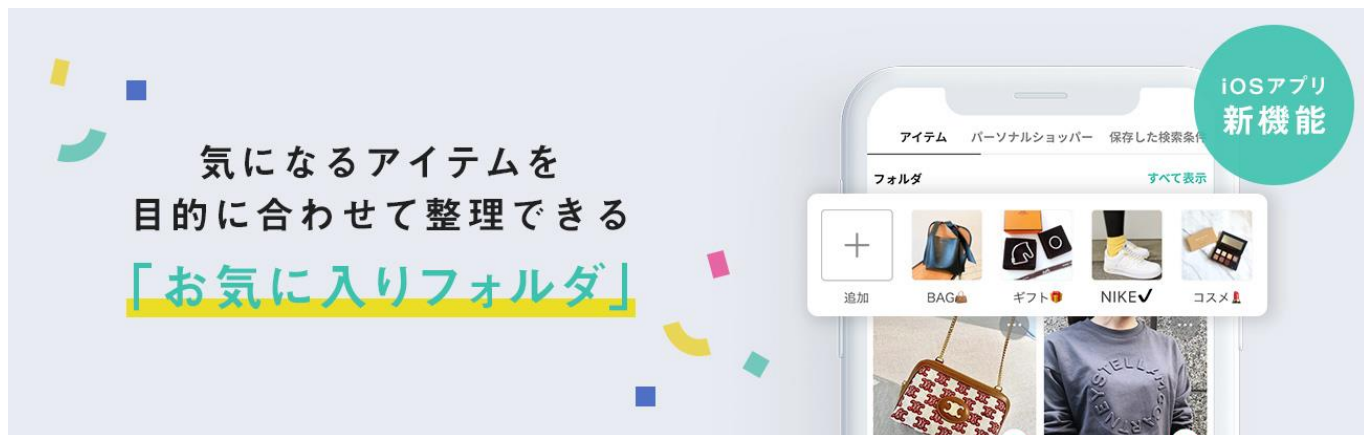 気になるアイテムを
目的に合わせて整理できる
「お気に入りフォルダ」
iOSアプリ
新機能
アイテム パーソナルショッパー 保存した検索条件
フォルダ すべて表示
追加 BAG👜 ギフト🎁 NIKE✔ コスメ💄
STELLA
McCARTNEY